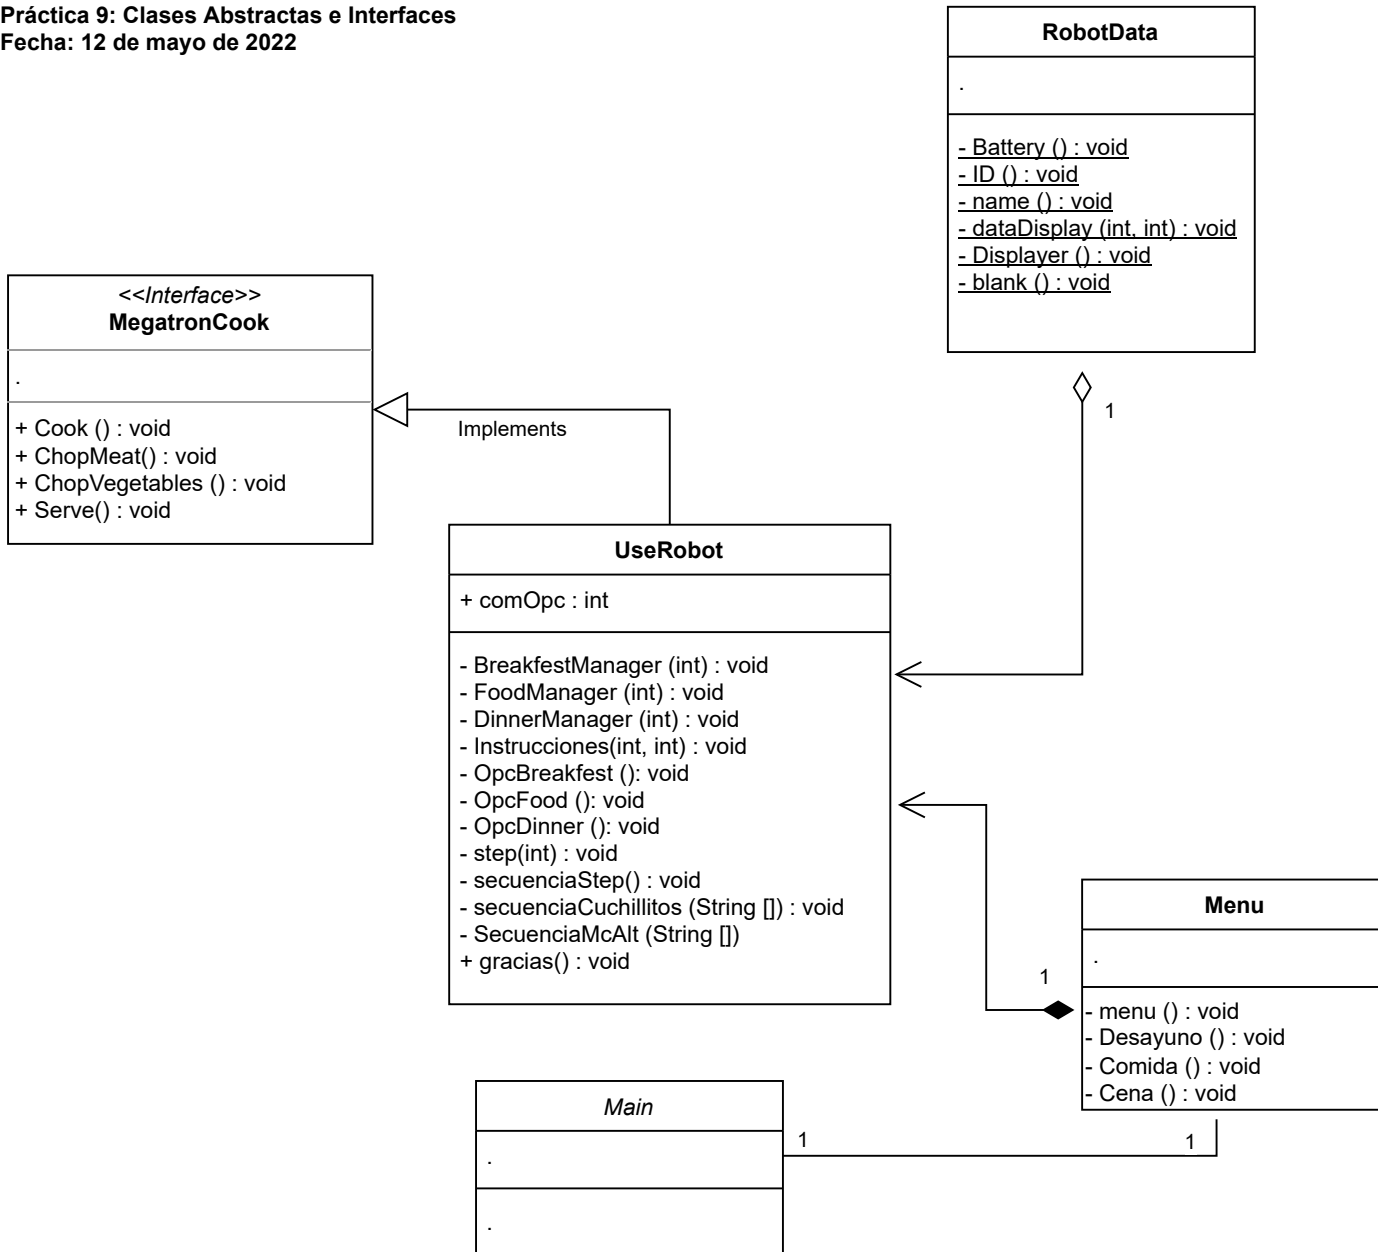 Práctica 9: Clases Abstractas e Interfaces
Fecha: 12 de mayo de 2022
RobotData
.
- Battery () : void
- ID () : void
- name () : void
- dataDisplay (int, int) : void
- Displayer () : void
- blank () : void
1
<<Interface>>
MegatronCook
.
+ Cook () : void
+ ChopMeat() : void
+ ChopVegetables () : void
+ Serve() : void
Implements
UseRobot
+ comOpc : int
- BreakfestManager (int) : void
- FoodManager (int) : void
- DinnerManager (int) : void
- Instrucciones(int, int) : void
- OpcBreakfest (): void
- OpcFood (): void
- OpcDinner (): void
- step(int) : void
- secuenciaStep() : void
- secuenciaCuchillitos (String []) : void
- SecuenciaMcAlt (String [])
+ gracias() : void
1
Menu
.
- menu () : void
- Desayuno () : void
- Comida () : void
- Cena () : void
Main
.
.
1
1